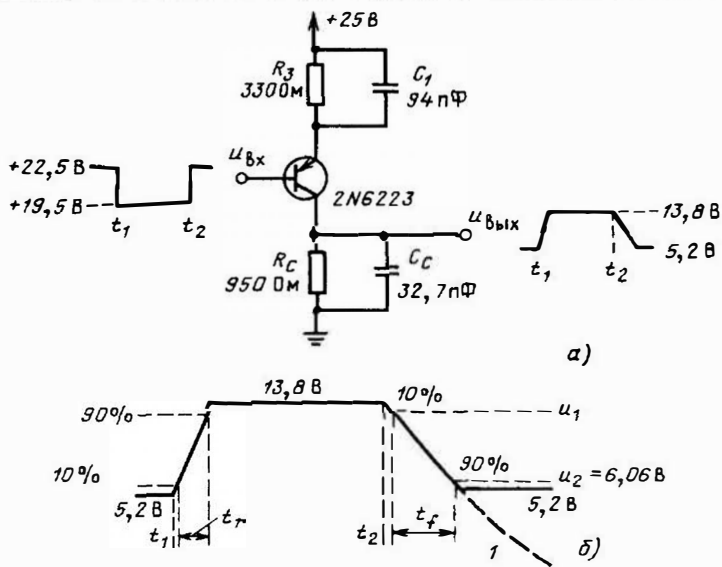 +25 В
R₃
330 Ом
C₁
94 пФ
+22,5 В
+19,5 В
t₁
t₂
uвх
2N6223
uвых
13,8 В
5,2 В
t₁
t₂
Rс
950 Ом
Cс
32,7 пФ
а)
90%
10%
5,2 В
t₁
tr
13,8 В
10%
u₁
90%
u₂ = 6,06 В
5,2 В
t₂
tf
1
б)